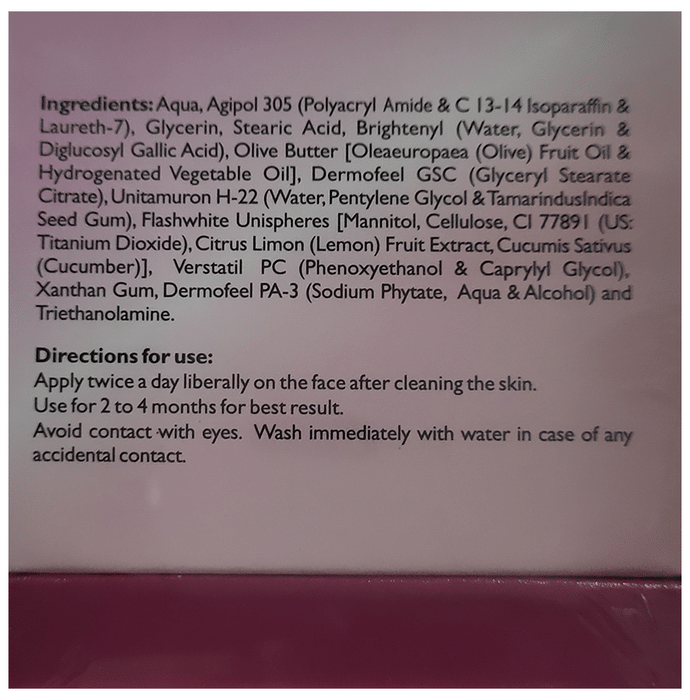 Ingredients: Aqua, Agipol 305 (Polyacryl Amide & C 13-14 Isoparaffin &
Laureth-7), Glycerin, Stearic Acid, Brightenyl (Water, Glycerin &
Diglucosyl Gallic Acid), Olive Butter [Oleaeuropaea (Olive) Fruit Oil &
Hydrogenated Vegetable Oil], Dermofeel GSC (Glyceryl Stearate
Citrate), Unitamuron H-22 (Water, Pentylene Glycol & TamarindusIndica
Seed Gum), Flashwhite Unispheres [Mannitol, Cellulose, CI 77891 (US:
Titanium Dioxide), Citrus Limon (Lemon) Fruit Extract, Cucumis Sativus
(Cucumber)], Verstatil PC (Phenoxyethanol & Caprylyl Glycol),
Xanthan Gum, Dermofeel PA-3 (Sodium Phytate, Aqua & Alcohol) and
Triethanolamine.
Directions for use:
Apply twice a day liberally on the face after cleaning the skin.
Use for 2 to 4 months for best result.
Avoid contact with eyes. Wash immediately with water in case of any
accidental contact.